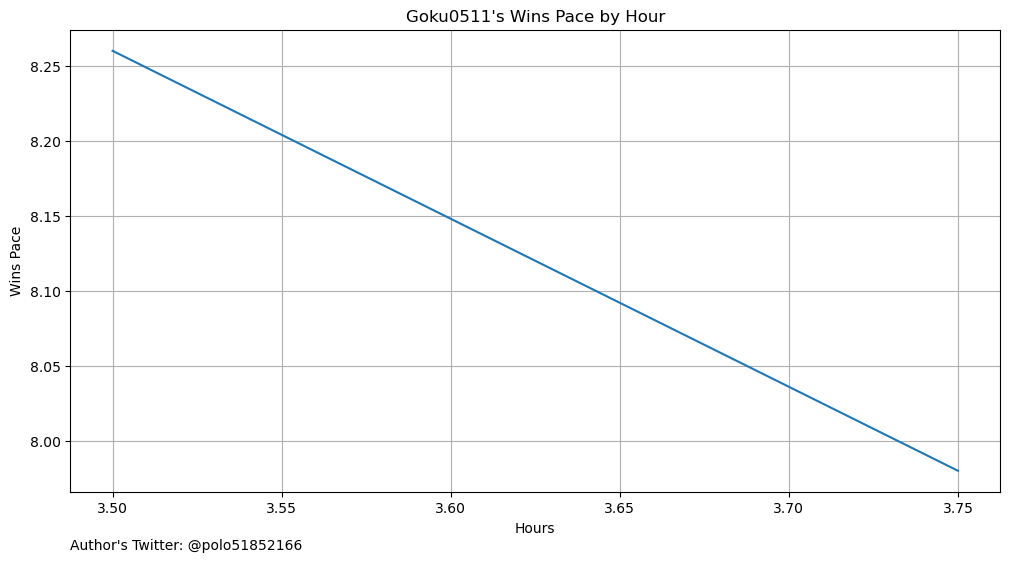 Goku0511's Wins Pace by Hour
Wins Pace
8.25
8.20
8.15
8.10
8.05
8.00
3.50 3.55 3.60 3.65 3.70 3.75
Hours
Author's Twitter: @polo51852166